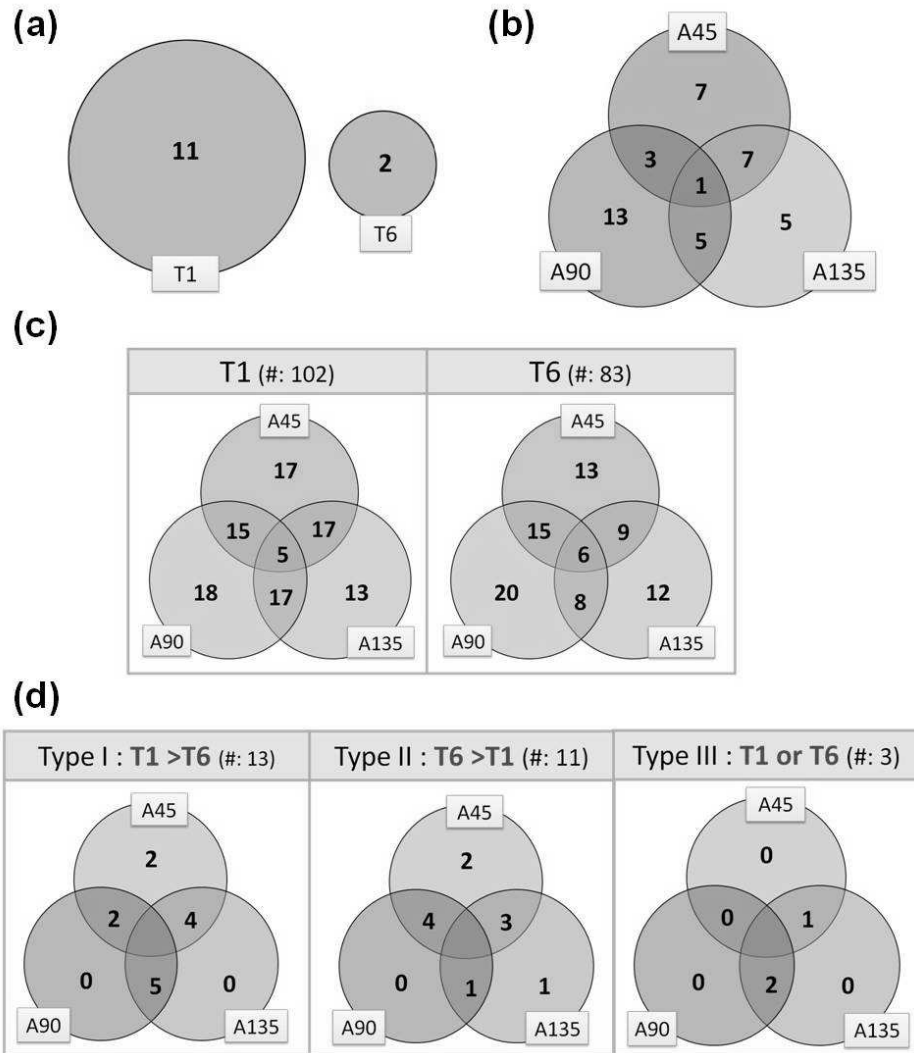 (a)
11
T1
2
T6
(b)
A45
7
3
7
1
13
5
5
A90
A135
(c)
T1 (#: 102)
A45
17
15
17
5
18
17
13
A90
A135
T6 (#: 83)
A45
13
15
9
6
20
8
12
A90
A135
(d)
Type I : T1 >T6 (#: 13)
A45
2
2
4
0
5
0
A90
A135
Type II : T6 >T1 (#: 11)
A45
2
4
3
0
1
1
A90
A135
Type III : T1 or T6 (#: 3)
A45
0
0
1
0
2
0
A90
A135